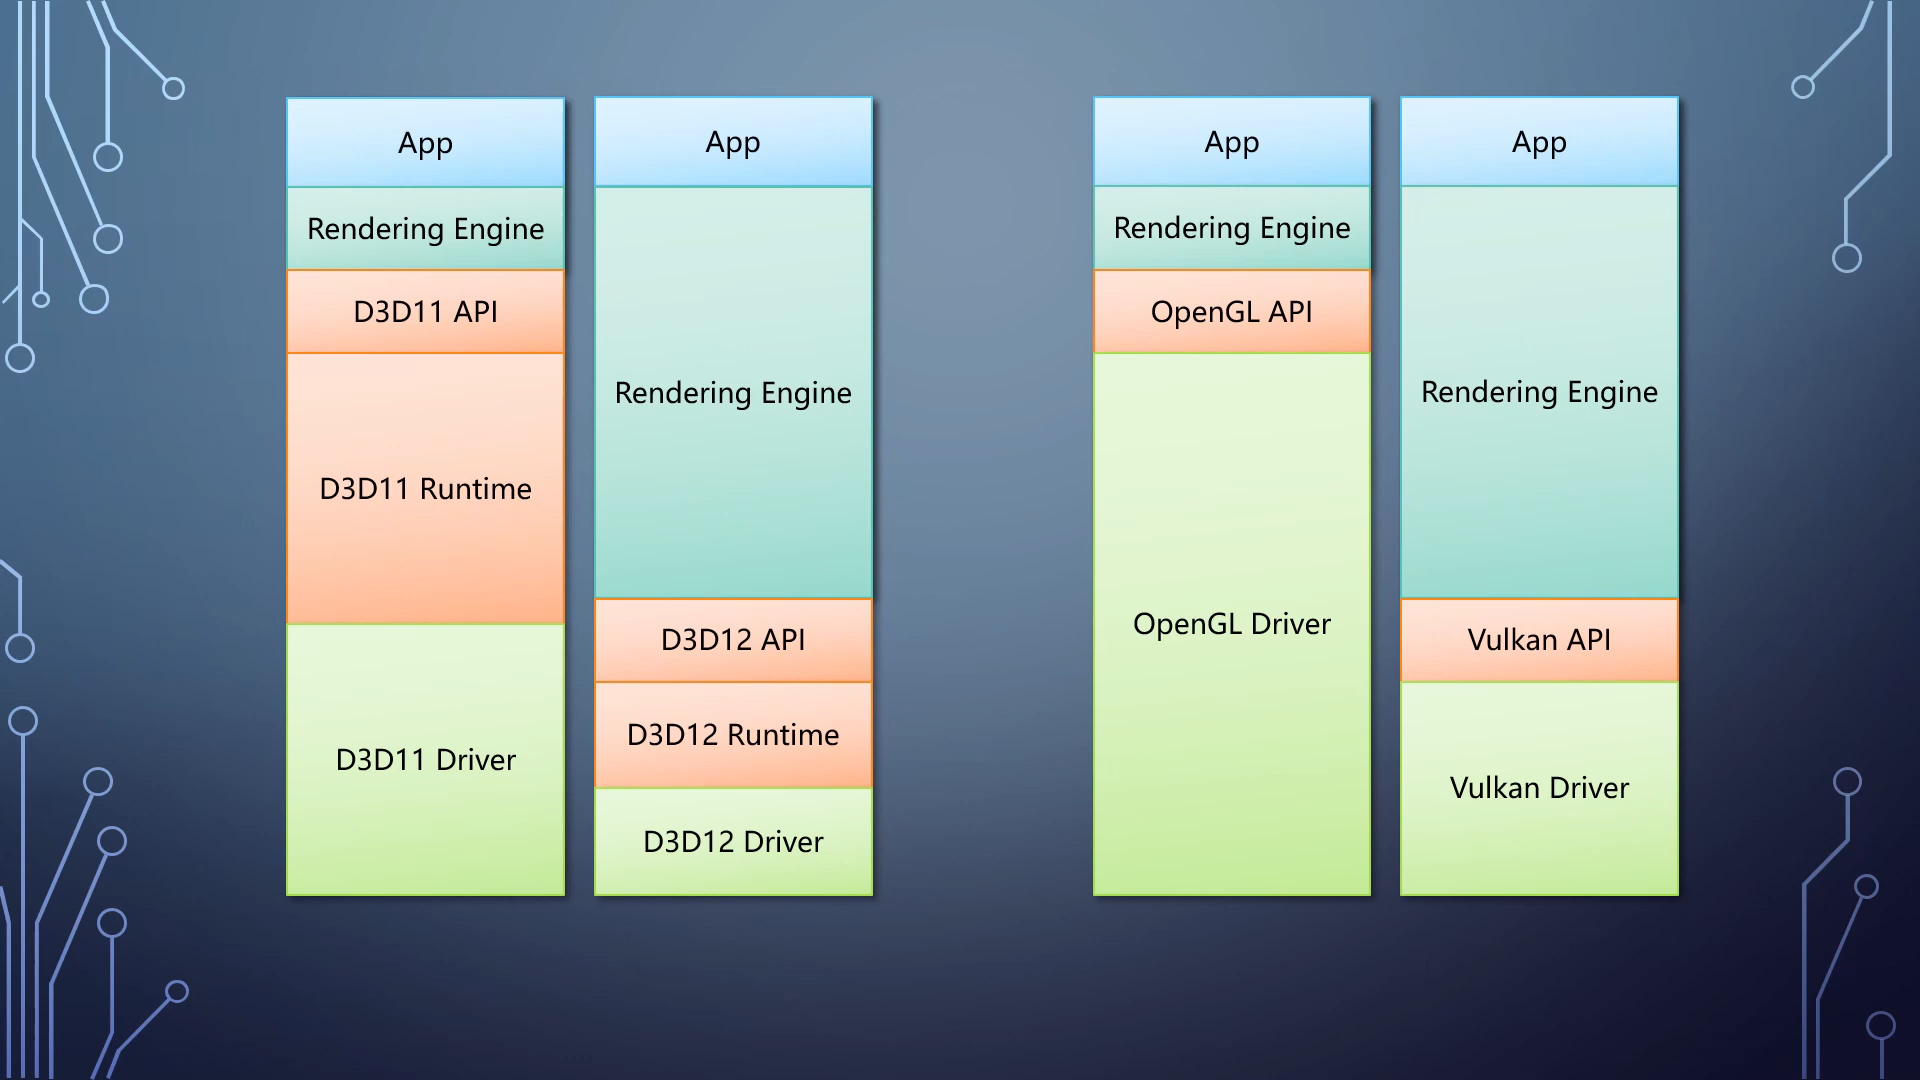 App
Rendering Engine
D3D11 API
D3D11 Runtime
D3D11 Driver
App
Rendering Engine
D3D12 API
D3D12 Runtime
D3D12 Driver
App
Rendering Engine
OpenGL API
OpenGL Driver
App
Rendering Engine
Vulkan API
Vulkan Driver